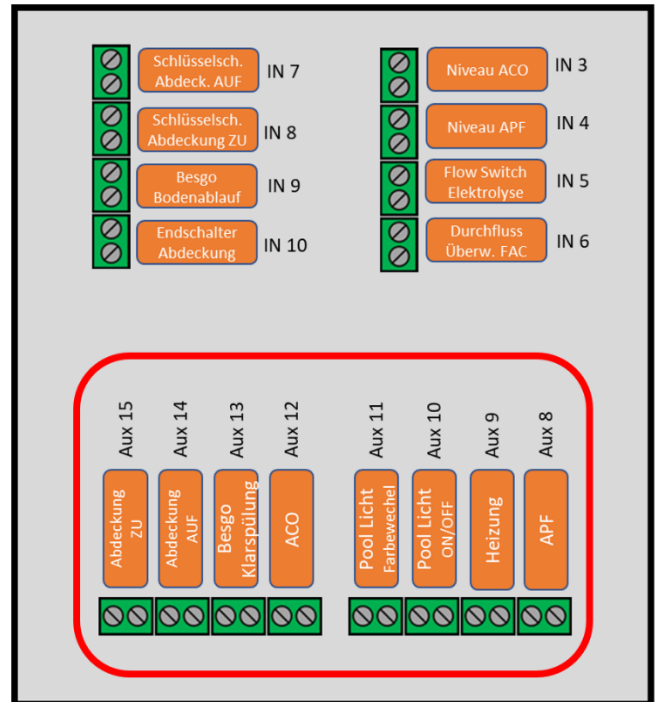 Schlüsselsch.
Abdeck. AUF
IN 7
Schlüsselsch.
Abdeckung ZU
IN 8
Besgo
Bodenablauf
IN 9
Endschalter
Abdeckung
IN 10
Niveau ACO
IN 3
Niveau APF
IN 4
Flow Switch
Elektrolyse
IN 5
Durchfluss
Überw. FAC
IN 6
Aux 15
Abdeckung
ZU
Aux 14
Abdeckung
AUF
Aux 13
Besgo
Klarspülung
Aux 12
ACO
Aux 11
Pool Licht
Farbewechel
Aux 10
Pool Licht
ON/OFF
Aux 9
Heizung
Aux 8
APF